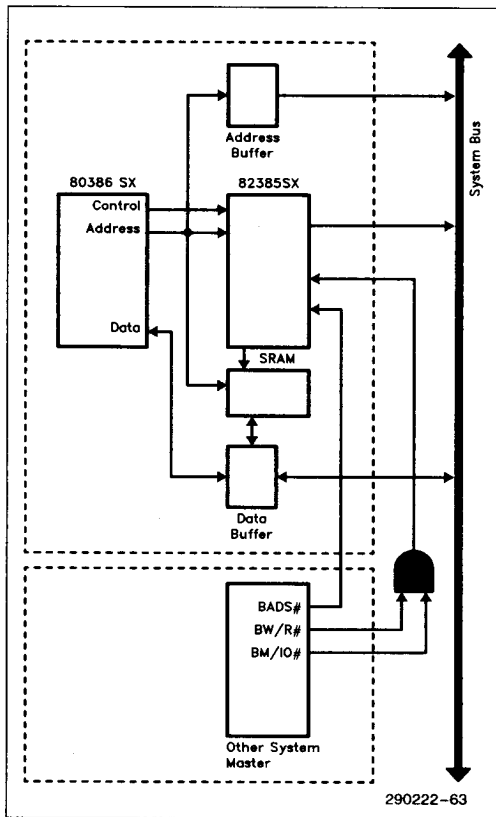 Address
Buffer
System Bus
80386 SX
82385SX
Control
Address
Data
SRAM
Data
Buffer
BADS#
BW/R#
BM/IO#
Other System
Master
290222-63